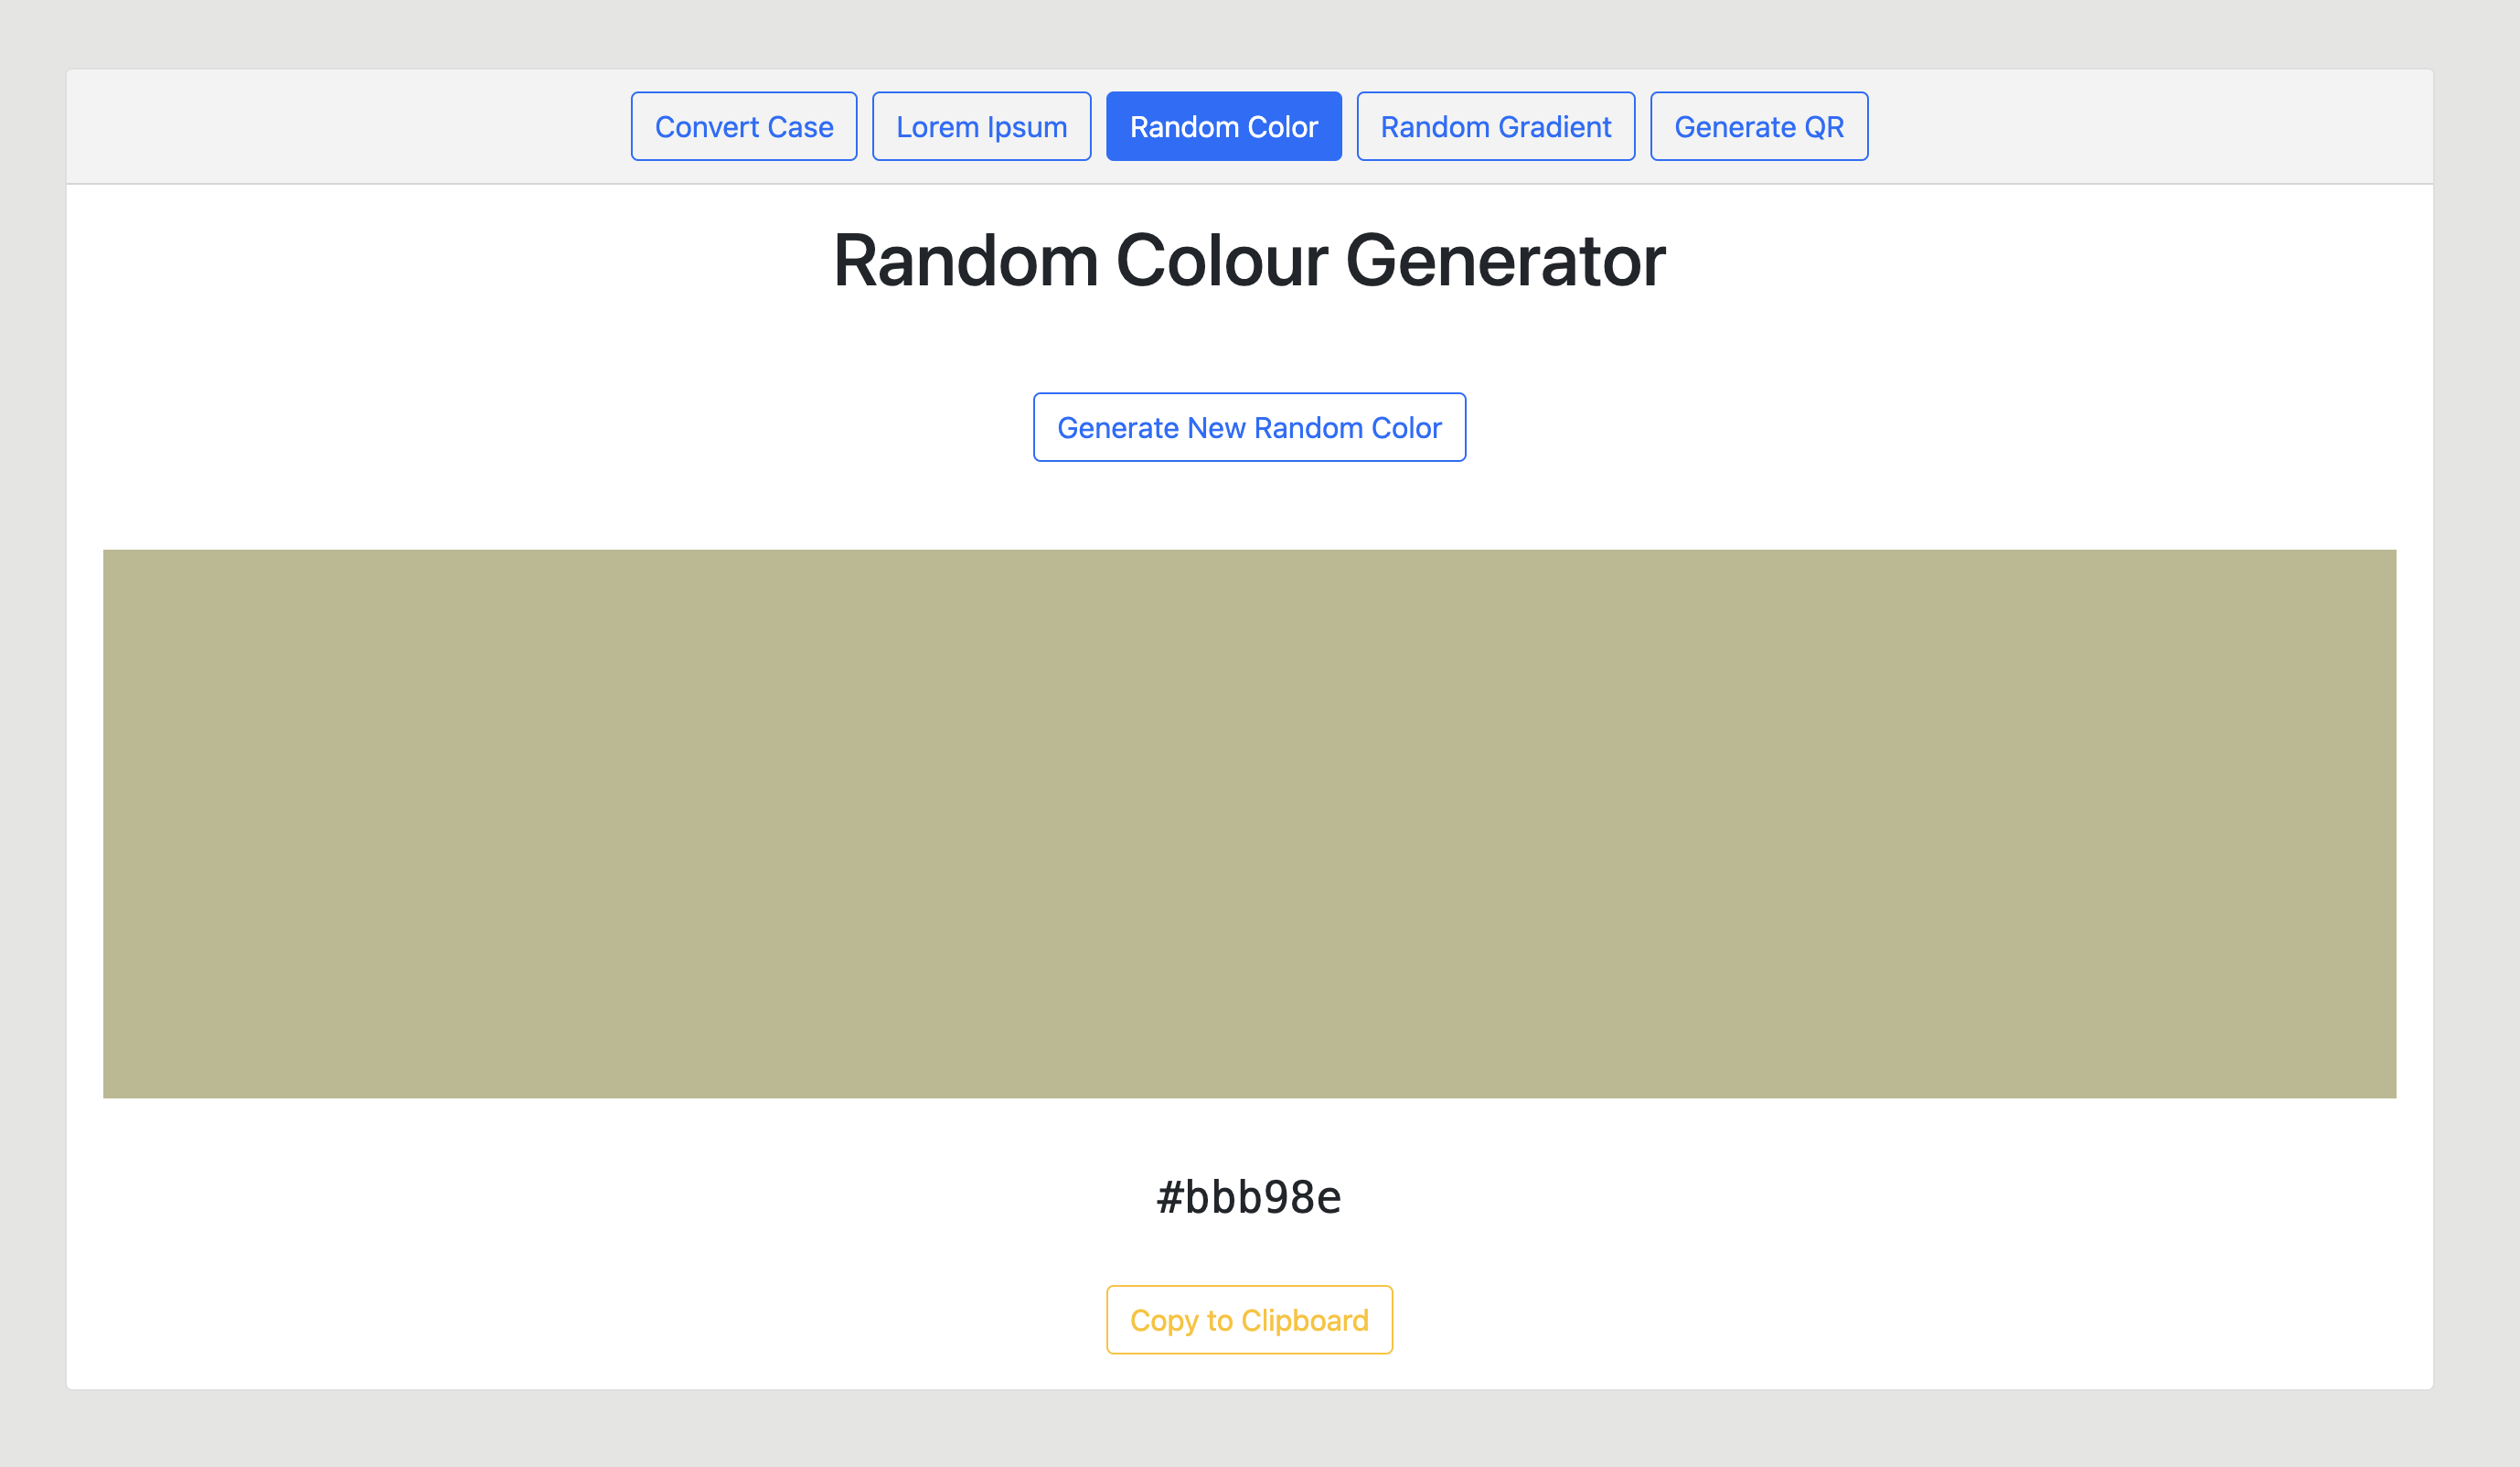 Convert Case Lorem Ipsum Random Color Random Gradient Generate QR
Random Colour Generator
Generate New Random Color
#bbb98e
Copy to Clipboard